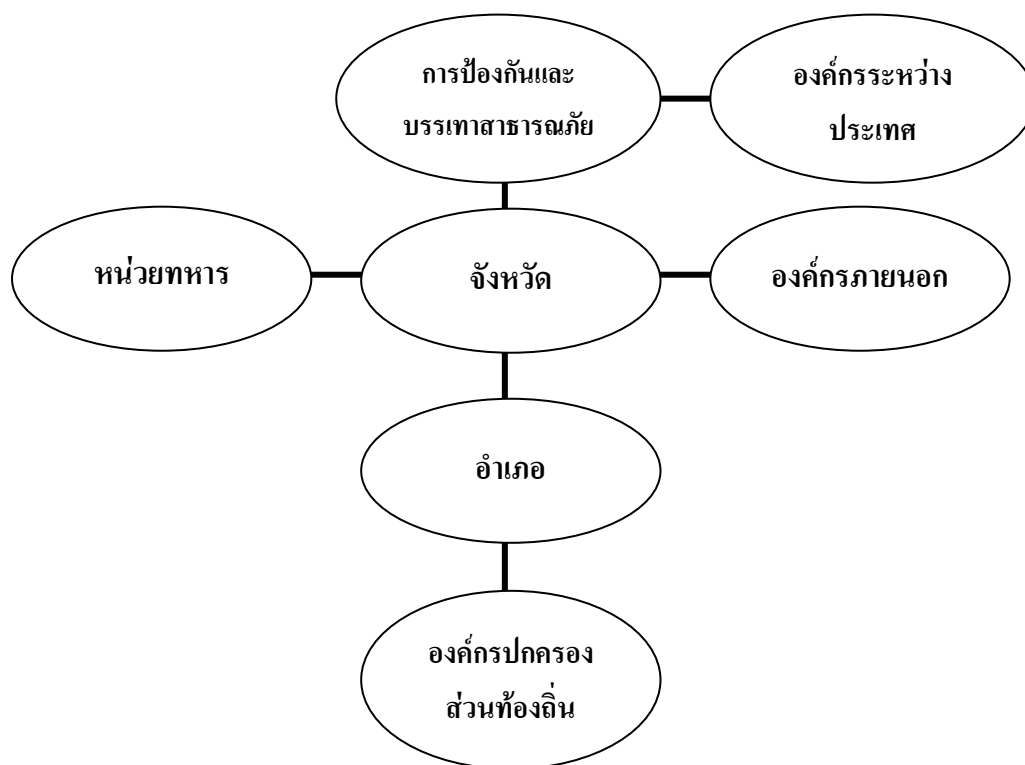 การป้องกันและ
บรรเทาสาธารณภัย
องค์กรระหว่าง
ประเทศ
หน่วยทหาร
จังหวัด
องค์กรภายนอก
อำเภอ
องค์กรปกครอง
ส่วนท้องถิ่น